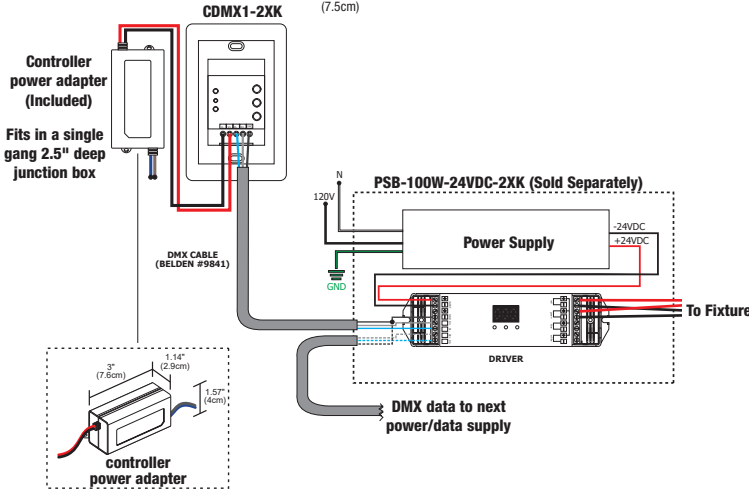 CDMX1-2XK
(7.5cm)
Controller
power adapter
(Included)
Fits in a single
gang 2.5" deep
junction box
N
120V
PSB-100W-24VDC-2XK (Sold Separately)
Power Supply
-24VDC
+24VDC
GND
DMX CABLE
(BELDEN #9841)
To Fixture
DRIVER
DMX data to next
power/data supply
3"
(7.6cm)
1.14"
(2.9cm)
1.57"
(4cm)
controller
power adapter